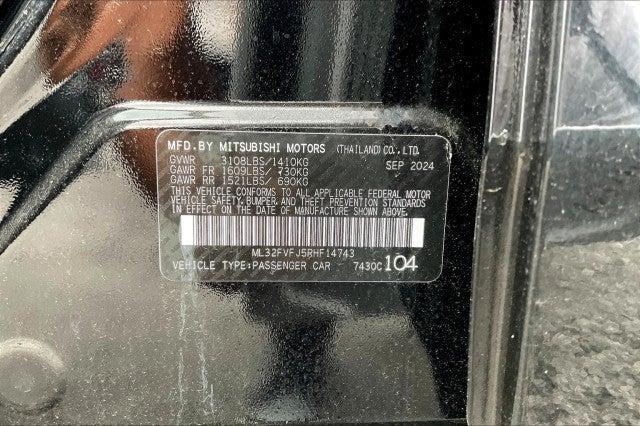 MFD.BY MITSUBISHI MOTORS (THAILAND)CO.,LTD.
GVWR 3108LBS/1410KG SEP 2024
GAWR FR 1609LBS/ 730KG
GAWR RR 1521LBS/ 690KG
THIS VEHICLE CONFORMS TO ALL APPLICABLE FEDERAL MOTOR
VEHICLE SAFETY, BUMPER, AND THEFT PREVENTION STANDARDS
IN EFFECT ON THE DATE OF MANUFACTURE SHOWN ABOVE.
ML32FVFJ5RHF14743
VEHICLE TYPE:PASSENGER CAR 7430C 104